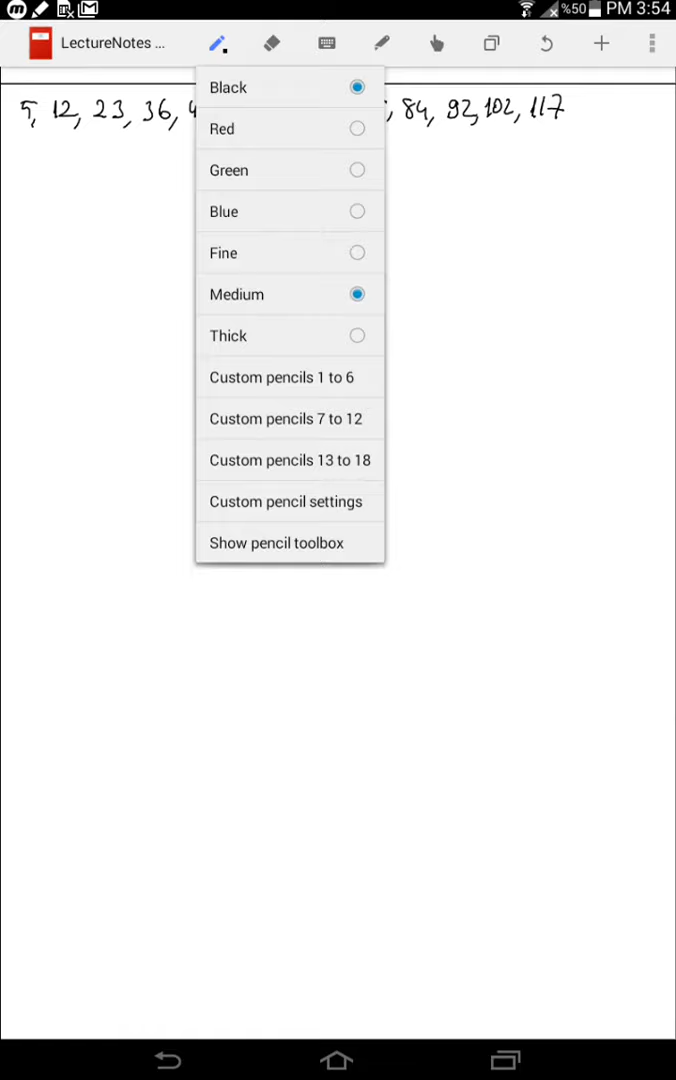 %50 PM 3:54
LectureNotes ...
5, 12, 23, 36, 84, 92, 102, 117
Black
Red
Green
Blue
Fine
Medium
Thick
Custom pencils 1 to 6
Custom pencils 7 to 12
Custom pencils 13 to 18
Custom pencil settings
Show pencil toolbox